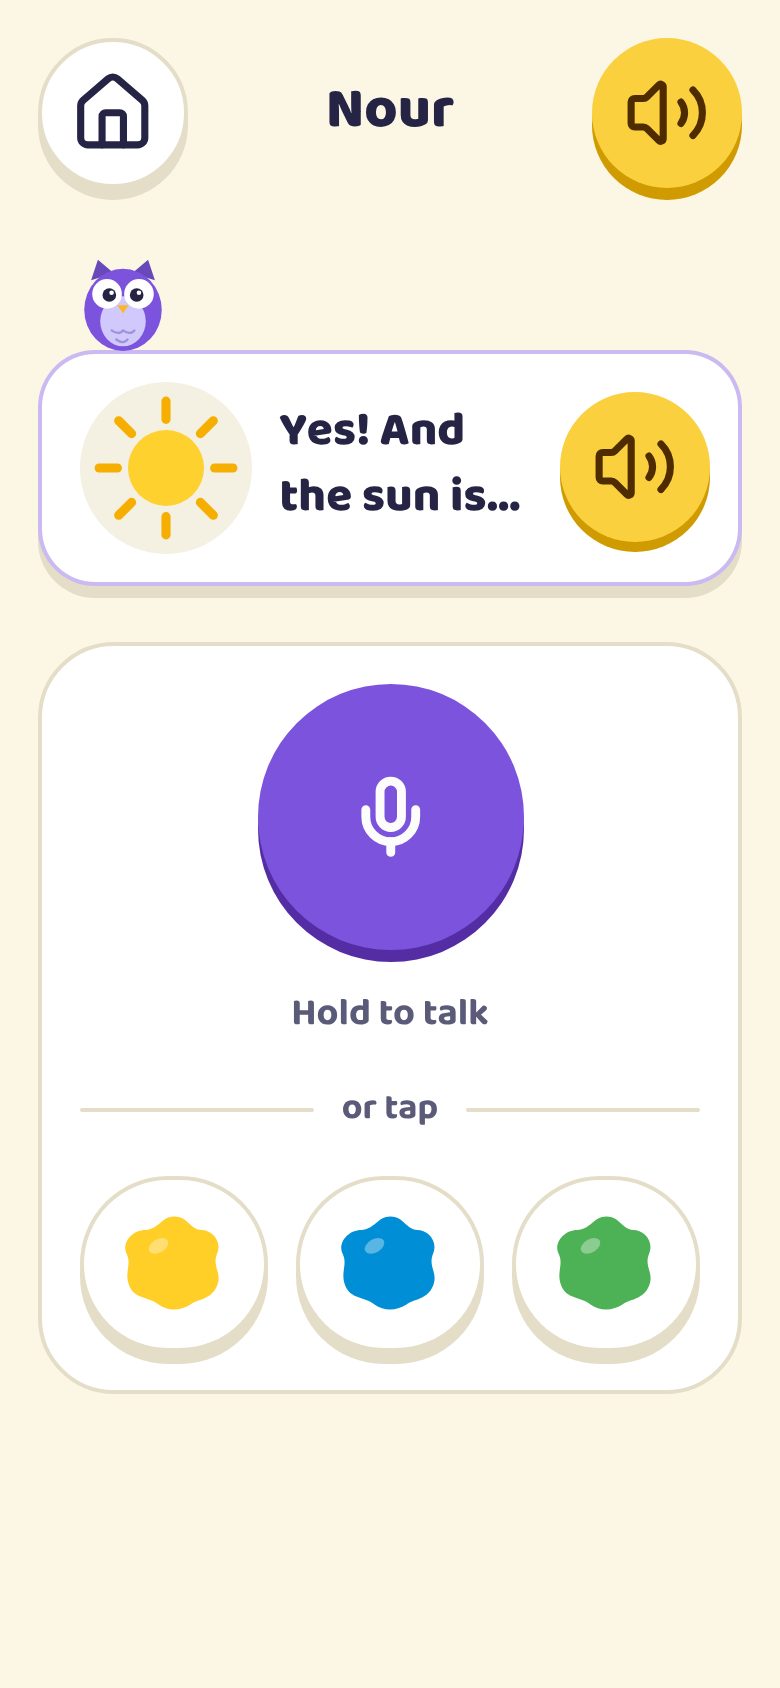 Nour
Yes! And
the sun is...
Hold to talk
or tap